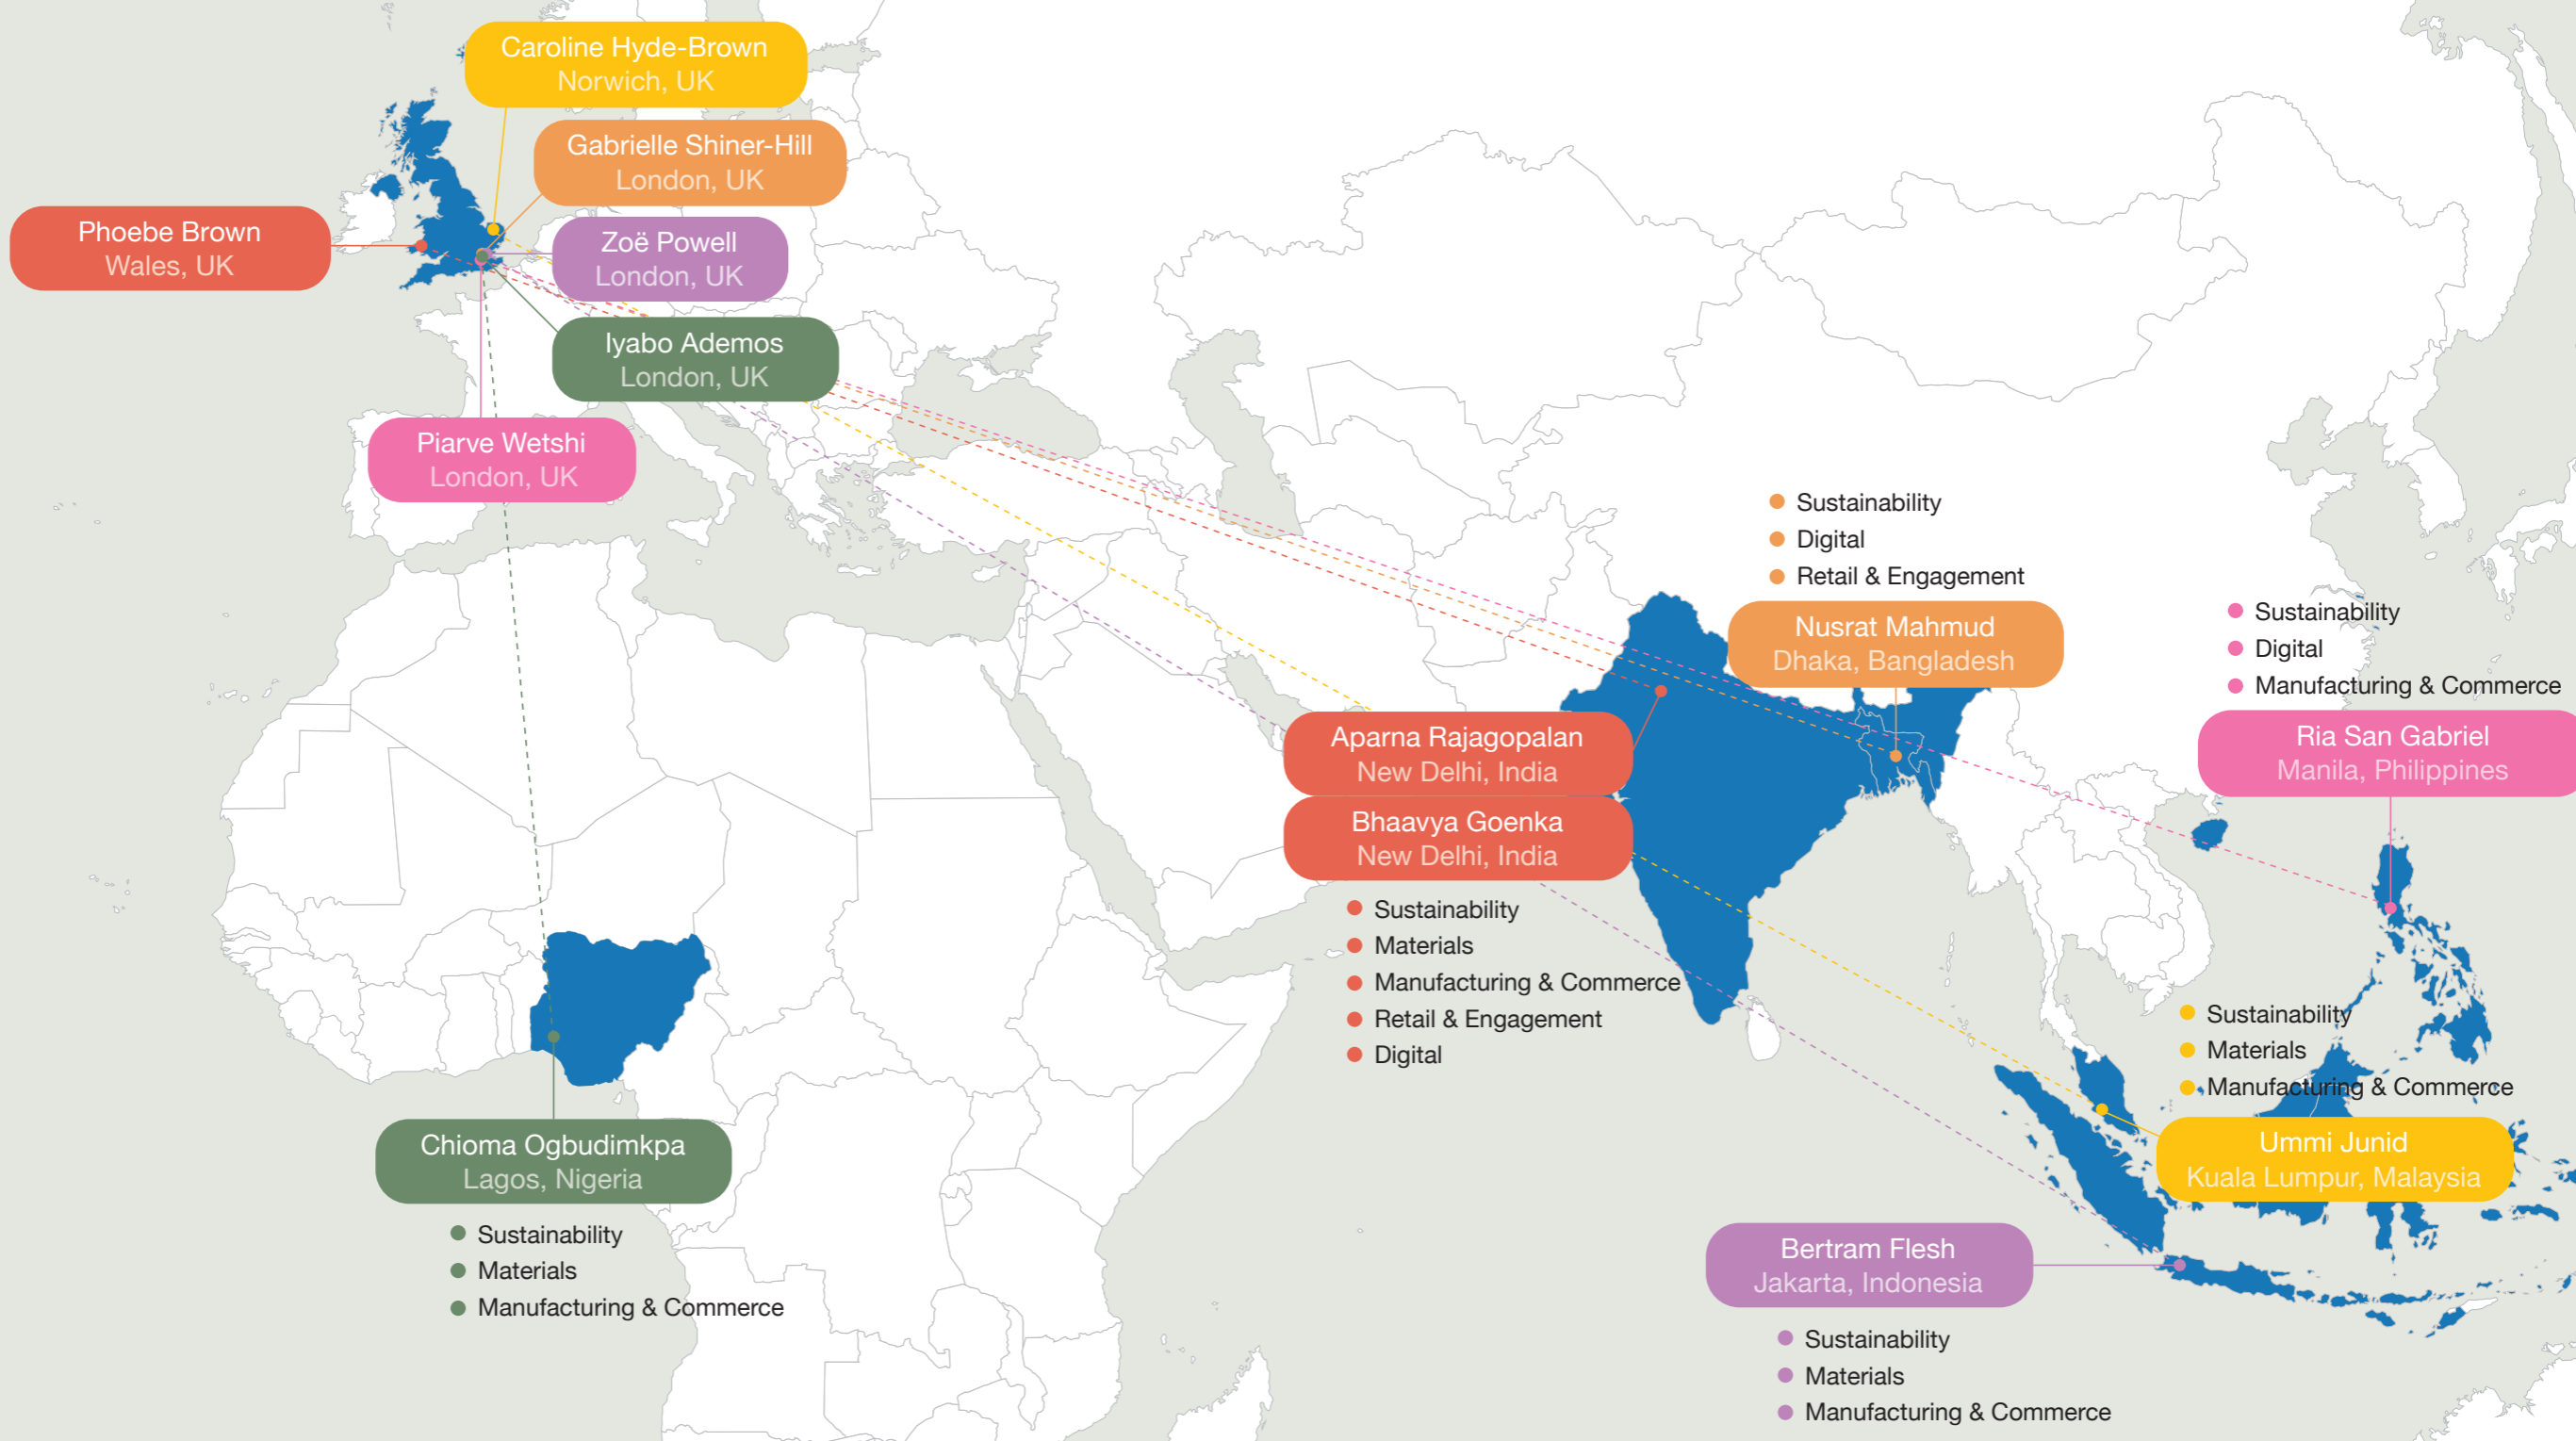 Caroline Hyde-Brown
Norwich, UK
Gabrielle Shiner-Hill
London, UK
Phoebe Brown
Wales, UK
Zoë Powell
London, UK
Iyabo Ademos
London, UK
Piarve Wetshi
London, UK
Sustainability
Digital
Retail & Engagement
Nusrat Mahmud
Dhaka, Bangladesh
Sustainability
Digital
Manufacturing & Commerce
Ria San Gabriel
Manila, Philippines
Aparna Rajagopalan
New Delhi, India
Bhaavya Goenka
New Delhi, India
Sustainability
Materials
Manufacturing & Commerce
Retail & Engagement
Digital
Sustainability
Materials
Manufacturing & Commerce
Ummi Junid
Kuala Lumpur, Malaysia
Chioma Ogbudimkpa
Lagos, Nigeria
Sustainability
Materials
Manufacturing & Commerce
Bertram Flesh
Jakarta, Indonesia
Sustainability
Materials
Manufacturing & Commerce